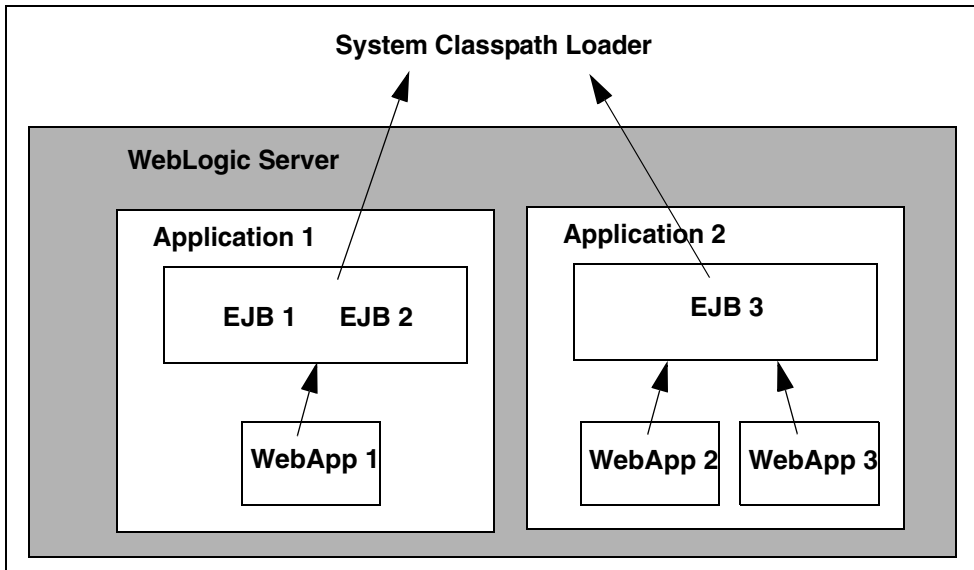 System Classpath Loader
WebLogic Server
Application 1
Application 2
EJB 1 EJB 2
EJB 3
WebApp 1
WebApp 2
WebApp 3